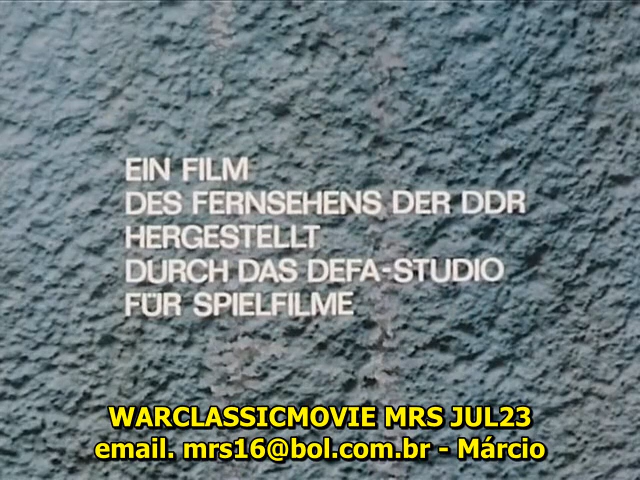 EIN FILM
DES FERNSEHENS DER DDR
HERGESTELLT
DURCH DAS DEFA-STUDIO
FÜR SPIELFILME
WARCLASSICMOVIE MRS JUL23
email. mrs16@bol.com.br - Márcio